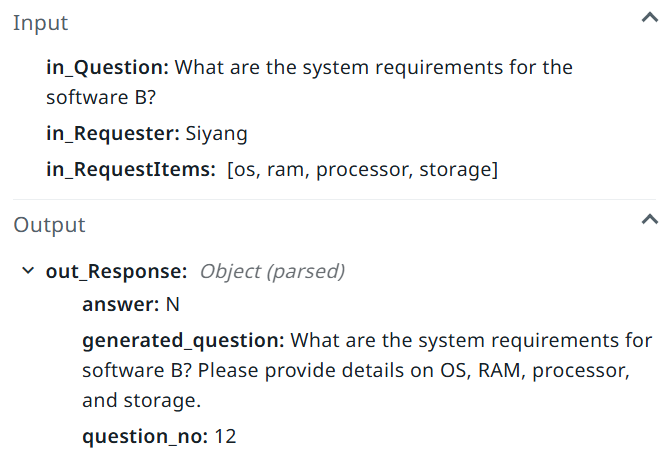 Input
in_Question: What are the system requirements for the
software B?
in_Requester: Siyang
in_RequestItems: [os, ram, processor, storage]
Output
out_Response: Object (parsed)
answer: N
generated_question: What are the system requirements for
software B? Please provide details on OS, RAM, processor,
and storage.
question_no: 12